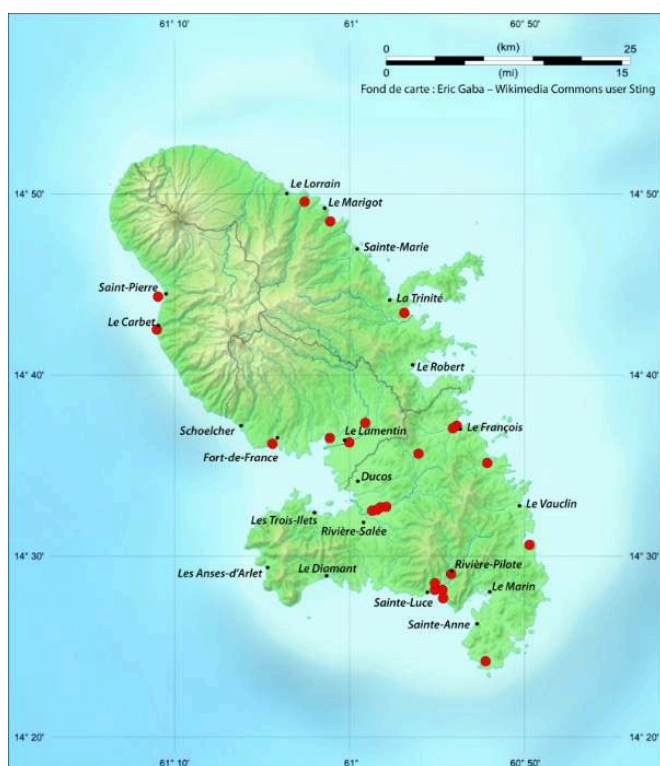 61° 10'
61°
60° 50'
0 (km) 25
0 (mi) 15
Fond de carte : Eric Gaba – Wikimedia Commons user Sting
14° 50'
14° 50'
Le Lorrain
Le Marigot
Sainte-Marie
Saint-Pierre
La Trinité
Le Carbet
Le Robert
14° 40'
14° 40'
Schoelcher
Le Lamentin
Le François
Fort-de-France
Ducos
Le Vauclin
Les Trois-Ilets
Rivière-Salée
14° 30'
14° 30'
Les Anses-d'Arlet
Le Diamant
Rivière-Pilote
Sainte-Luce
Le Marin
Sainte-Anne
14° 20'
14° 20'
61° 10'
61°
60° 50'